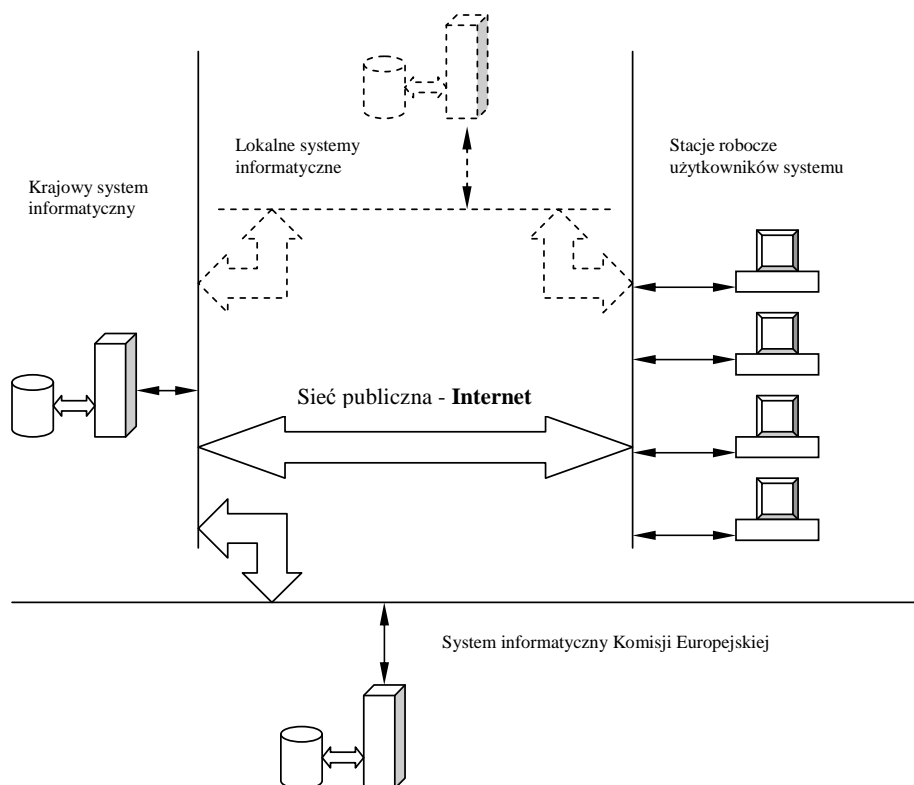 Lokalne systemy
informatyczne
Stacje robocze
użytkowników systemu
Krajowy system
informatyczny
Sieć publiczna - Internet
System informatyczny Komisji Europejskiej